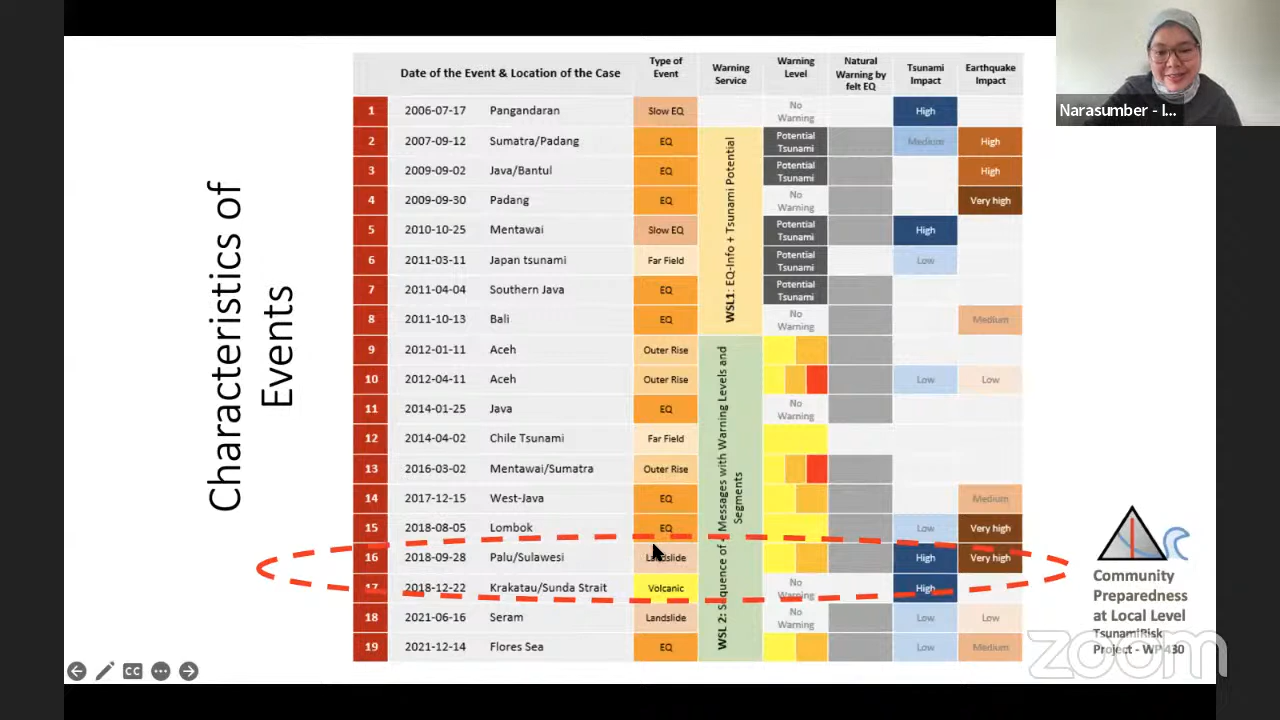 Narasumber - I...
Characteristics of
Events
Date of the Event & Location of the Case
Type of
Event
Warning
Service
Warning
Level
Natural
Warning by
felt EQ
Tsunami
Impact
Earthquake
Impact
1 2006-07-17 Pangandaran Slow EQ No Warning High
2 2007-09-12 Sumatra/Padang EQ Potential Tsunami Medium High
3 2009-09-02 Java/Bantul EQ Potential Tsunami High
4 2009-09-30 Padang EQ No Warning Very high
5 2010-10-25 Mentawai Slow EQ Potential Tsunami High
6 2011-03-11 Japan tsunami Far Field Potential Tsunami Low
7 2011-04-04 Southern Java EQ Potential Tsunami
8 2011-10-13 Bali EQ No Warning Medium
WSL1: EQ-Info + Tsunami Potential
9 2012-01-11 Aceh Outer Rise
10 2012-04-11 Aceh Outer Rise Low Low
11 2014-01-25 Java EQ No Warning
12 2014-04-02 Chile Tsunami Far Field
13 2016-03-02 Mentawai/Sumatra Outer Rise
14 2017-12-15 West-Java EQ Medium
15 2018-08-05 Lombok EQ Low Very high
16 2018-09-28 Palu/Sulawesi Landslide High Very high
17 2018-12-22 Krakatau/Sunda Strait Volcanic No Warning High
18 2021-06-16 Seram Landslide No Warning Low Low
19 2021-12-14 Flores Sea EQ Low Medium
WSL 2: Sequence of Messages with Warning Levels and
Segments
Community
Preparedness
at Local Level
TsunamiRisk
Project - WP 430
zoom
CC